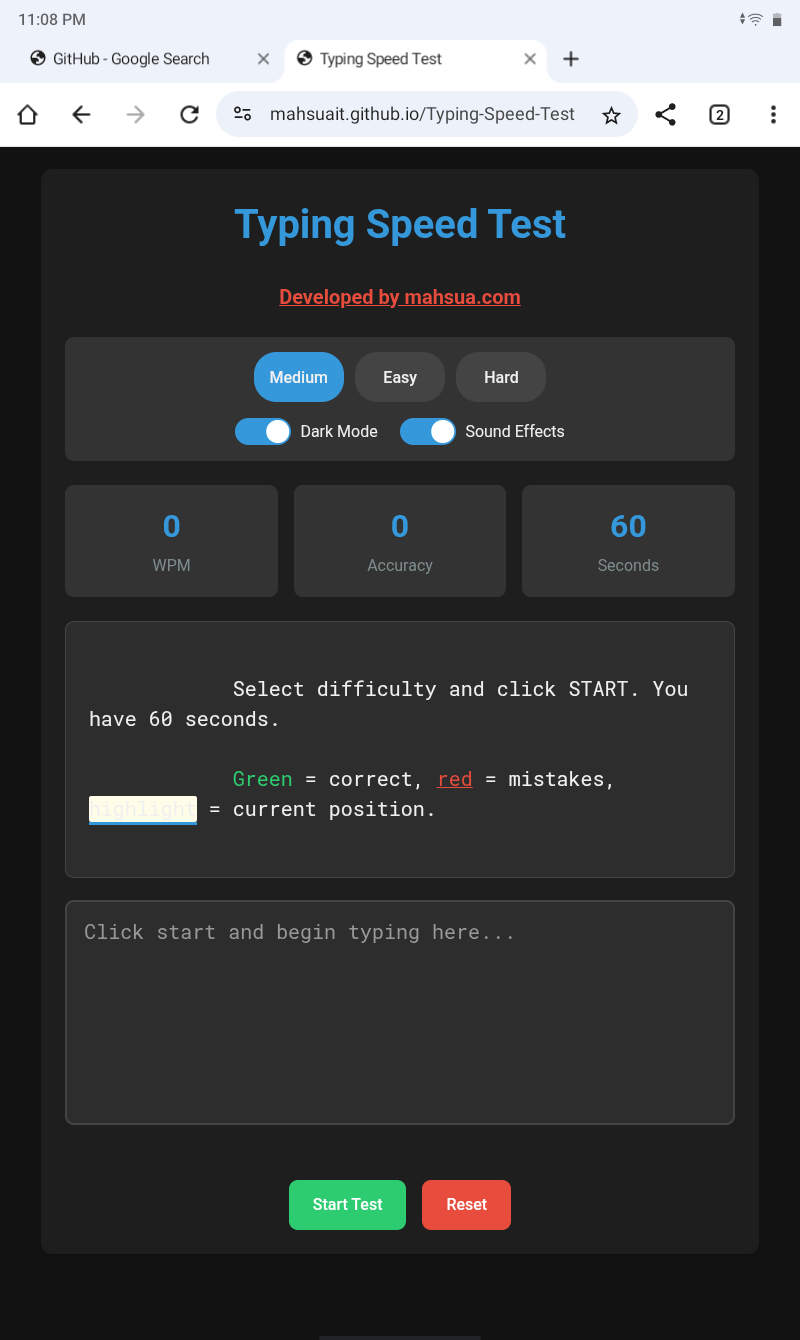 11:08 PM
GitHub - Google Search
Typing Speed Test
mahsuait.github.io/Typing-Speed-Test
2
Typing Speed Test
Developed by mahsua.com
Medium
Easy
Hard
Dark Mode
Sound Effects
0
WPM
0
Accuracy
60
Seconds
Select difficulty and click START. You
have 60 seconds.
Green = correct, red = mistakes,
highlight = current position.
Click start and begin typing here...
Start Test
Reset